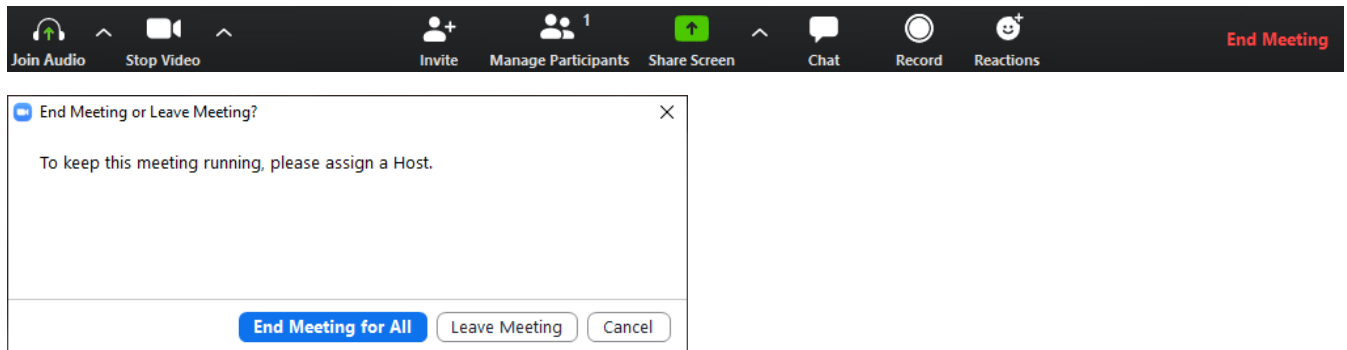 1
Join Audio Stop Video Invite Manage Participants Share Screen Chat Record Reactions End Meeting
End Meeting or Leave Meeting?
To keep this meeting running, please assign a Host.
End Meeting for All Leave Meeting Cancel